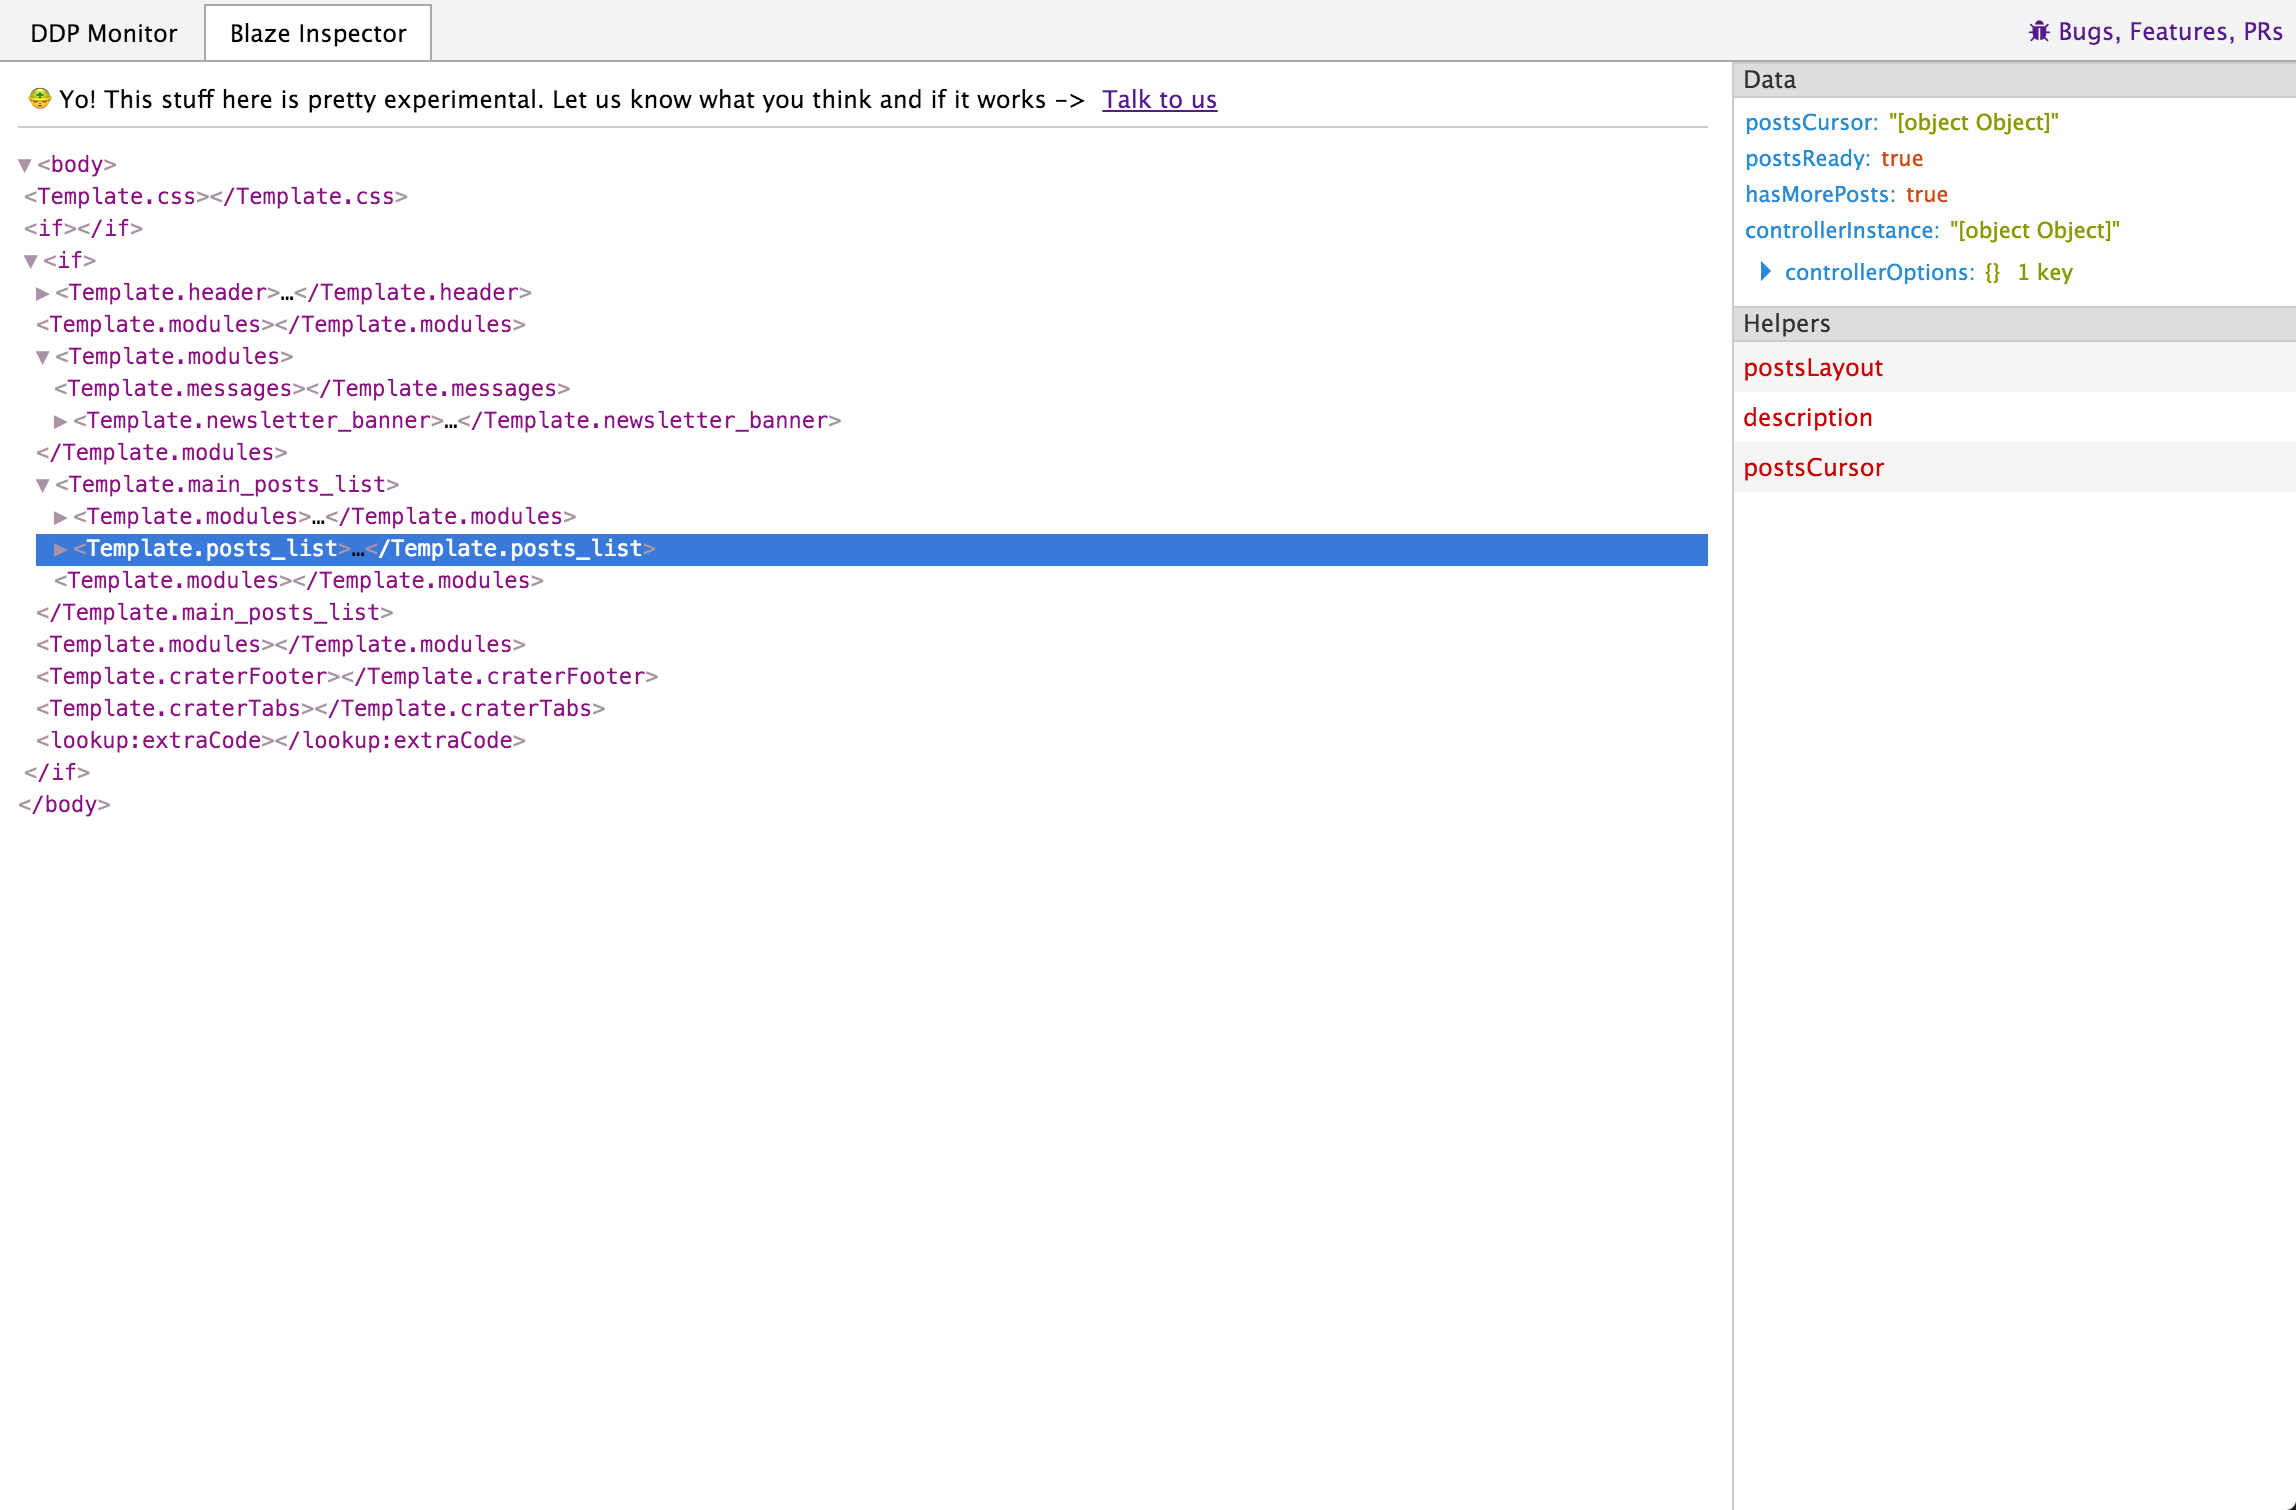 DDP Monitor
Blaze Inspector
Bugs, Features, PRs
Yo! This stuff here is pretty experimental. Let us know what you think and if it works -> Talk to us
▼<body>
<Template.css></Template.css>
<if></if>
▼<if>
▶<Template.header>…</Template.header>
<Template.modules></Template.modules>
▼<Template.modules>
<Template.messages></Template.messages>
▶<Template.newsletter_banner>…</Template.newsletter_banner>
</Template.modules>
▼<Template.main_posts_list>
▶<Template.modules>…</Template.modules>
▶<Template.posts_list>…</Template.posts_list>
<Template.modules></Template.modules>
</Template.main_posts_list>
<Template.modules></Template.modules>
<Template.craterFooter></Template.craterFooter>
<Template.craterTabs></Template.craterTabs>
<lookup:extraCode></lookup:extraCode>
</if>
</body>
Data
postsCursor: "[object Object]"
postsReady: true
hasMorePosts: true
controllerInstance: "[object Object]"
▶ controllerOptions: {} 1 key
Helpers
postsLayout
description
postsCursor